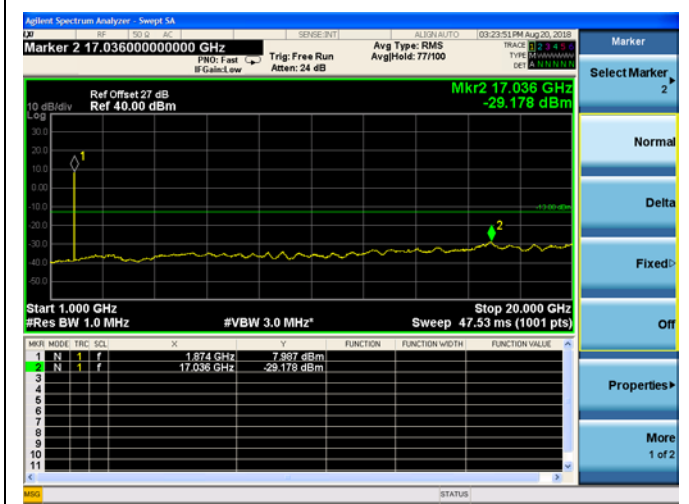 Agilent Spectrum Analyzer - Swept SA
RF 50 Ω AC SENSE:INT ALIGN AUTO 03:23:51 PM Aug 20, 2018
Marker 2 17.036000000000 GHz
PNO: Fast
IFGain:Low
Trig: Free Run
Atten: 24 dB
Avg Type: RMS
Avg|Hold: 77/100
TRACE 1 2 3 4 5 6
TYPE
DET A N N N N N
Mkr2 17.036 GHz
-29.178 dBm
Ref Offset 27 dB
Ref 40.00 dBm
10 dB/div
Log
30.0
20.0
10.0
0.00
-10.0
-20.0
-30.0
-40.0
-50.0
1
-13.00 dBm
2
Start 1.000 GHz
Stop 20.000 GHz
#Res BW 1.0 MHz
#VBW 3.0 MHz*
Sweep 47.53 ms (1001 pts)
MKR MODE TRC SCL X Y FUNCTION FUNCTION WIDTH FUNCTION VALUE
1 N 1 f 1.874 GHz 7.987 dBm
2 N 1 f 17.036 GHz -29.178 dBm
3
4
5
6
7
8
9
10
11
MSG
STATUS
Marker
Select Marker
2
Normal
Delta
Fixed
Off
Properties
More
1 of 2